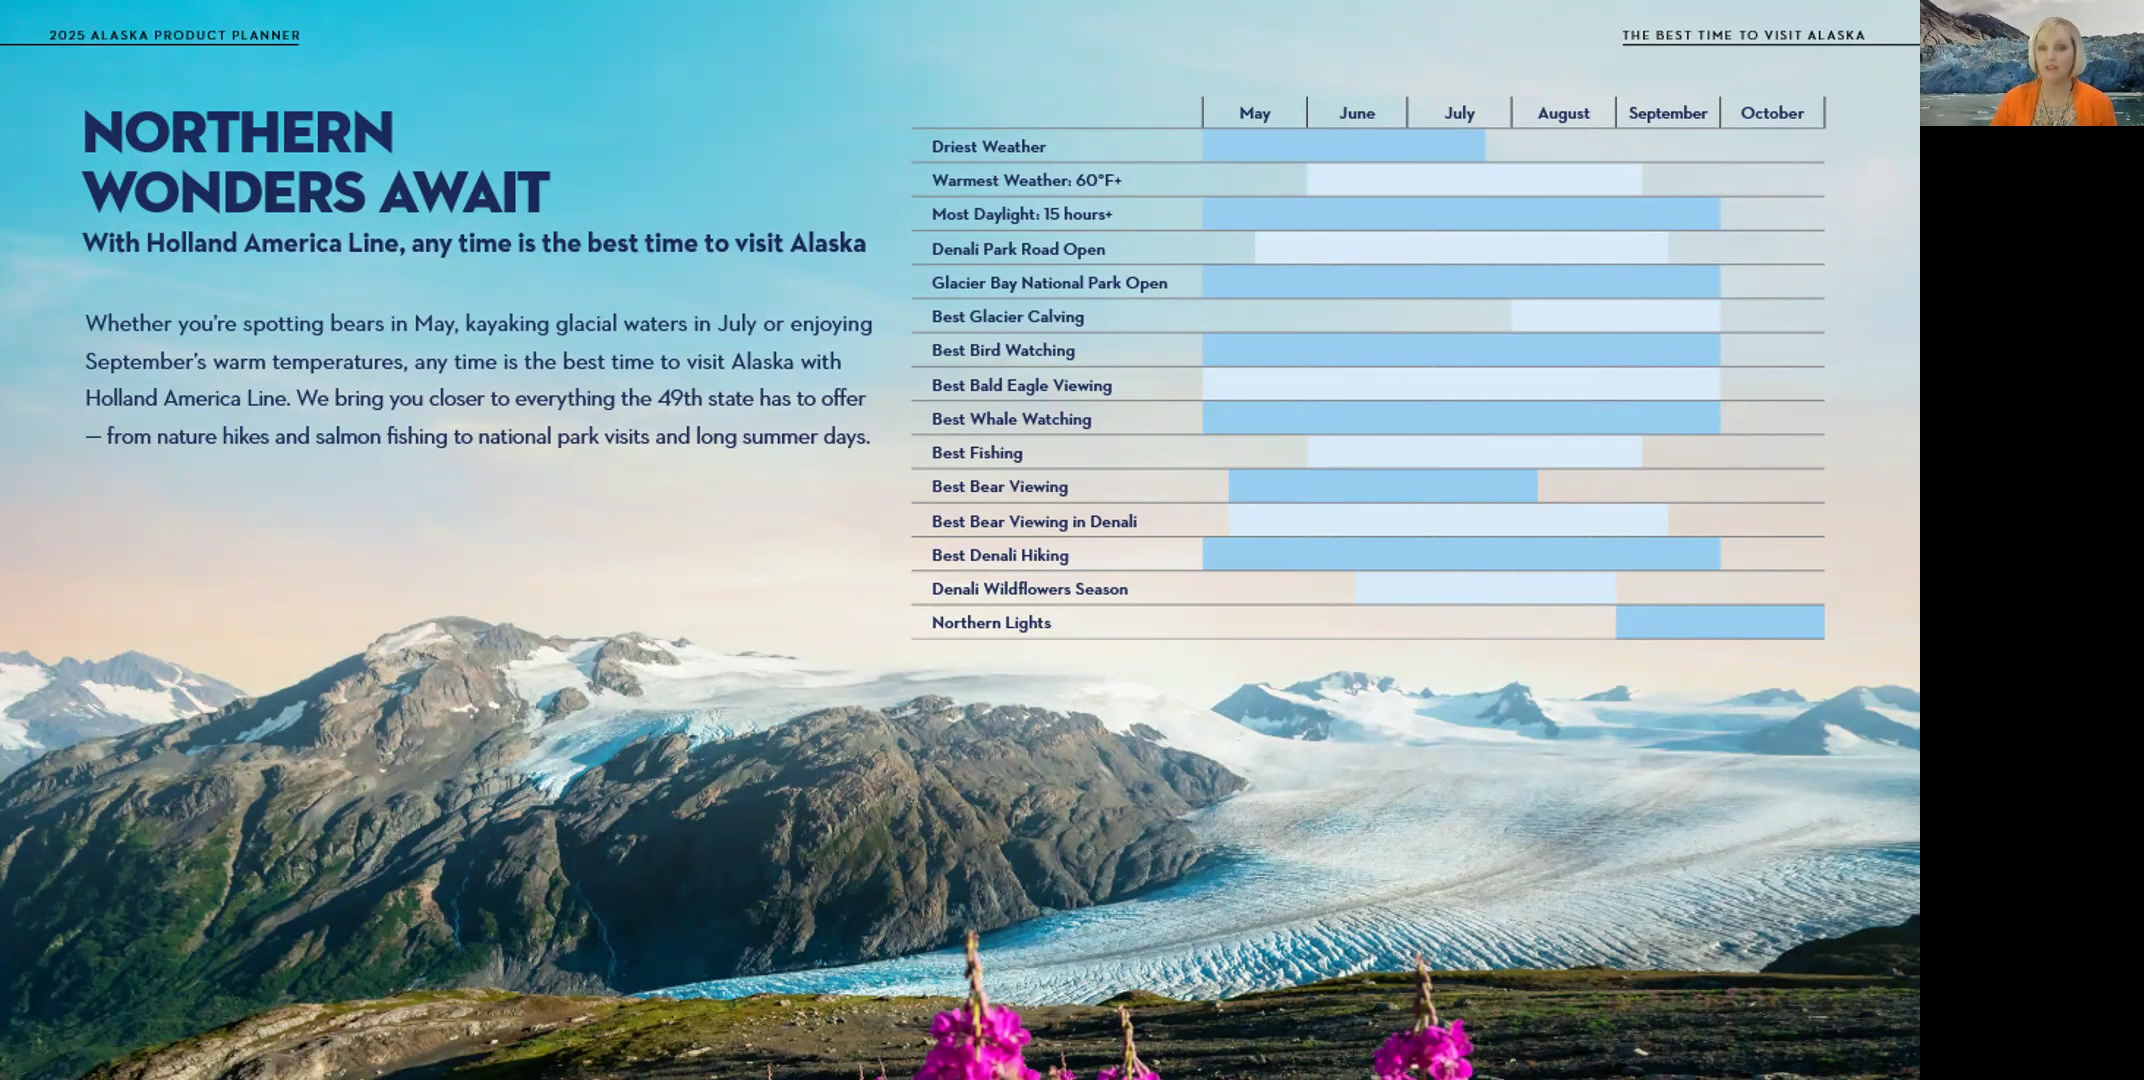 2025 ALASKA PRODUCT PLANNER
THE BEST TIME TO VISIT ALASKA
NORTHERN
WONDERS AWAIT
With Holland America Line, any time is the best time to visit Alaska
Whether you're spotting bears in May, kayaking glacial waters in July or enjoying
September's warm temperatures, any time is the best time to visit Alaska with
Holland America Line. We bring you closer to everything the 49th state has to offer
— from nature hikes and salmon fishing to national park visits and long summer days.
May June July August September October
Driest Weather
Warmest Weather: 60°F+
Most Daylight: 15 hours+
Denali Park Road Open
Glacier Bay National Park Open
Best Glacier Calving
Best Bird Watching
Best Bald Eagle Viewing
Best Whale Watching
Best Fishing
Best Bear Viewing
Best Bear Viewing in Denali
Best Denali Hiking
Denali Wildflowers Season
Northern Lights